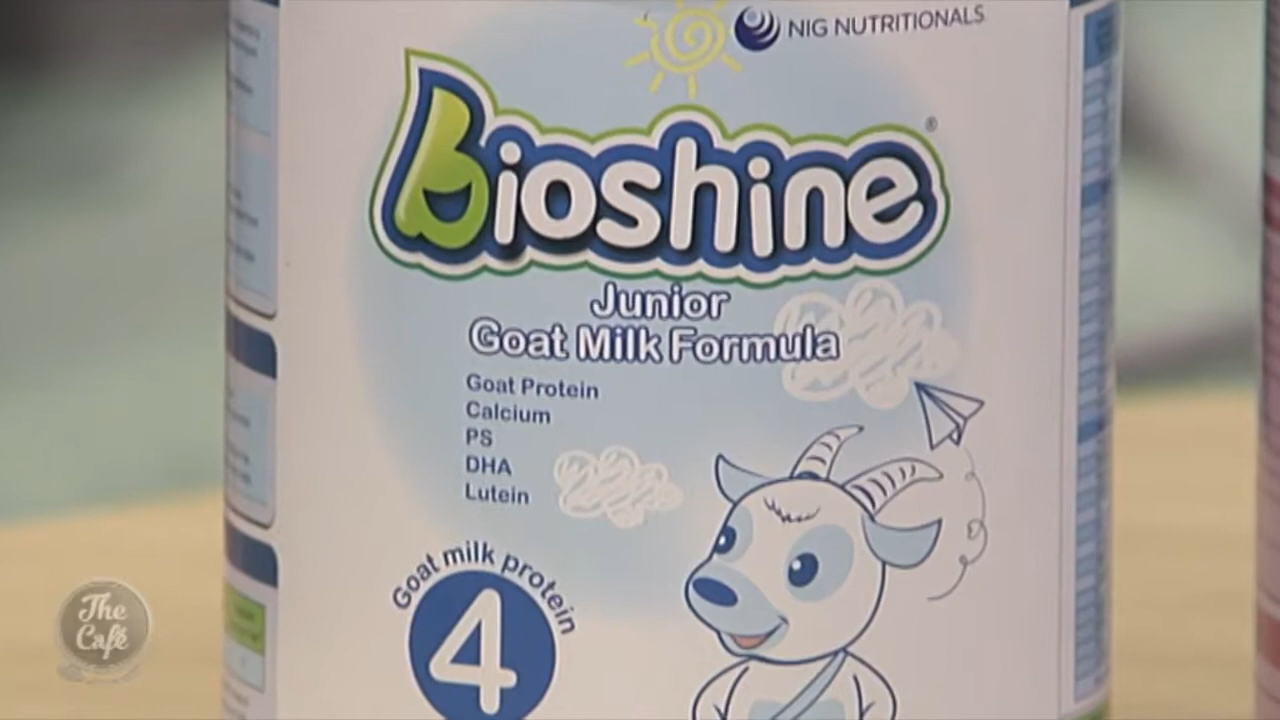 NIG NUTRITIONALS
Bioshine®
Junior
Goat Milk Formula
Goat Protein
Calcium
PS
DHA
Lutein
Goat milk protein
4
The
Café